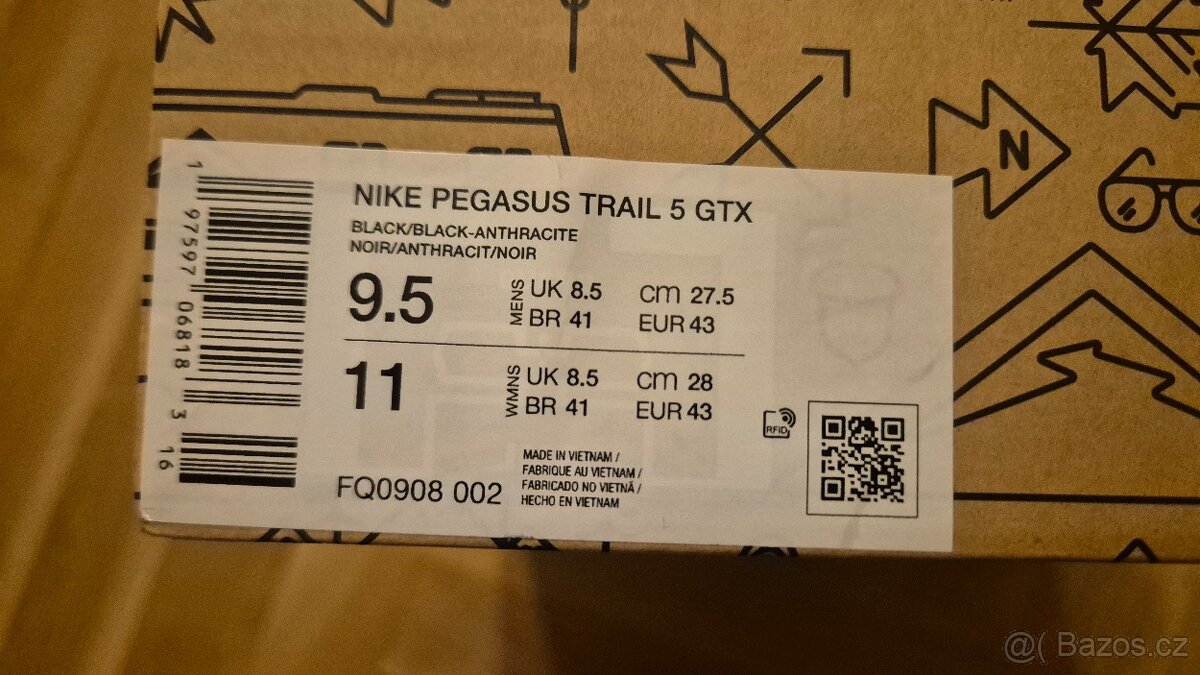 N
NIKE PEGASUS TRAIL 5 GTX
BLACK/BLACK-ANTHRACITE
NOIR/ANTHRACIT/NOIR
9.5 MENS UK 8.5 cm 27.5
BR 41 EUR 43
11 WMNS UK 8.5 cm 28
BR 41 EUR 43
FQ0908 002
MADE IN VIETNAM /
FABRIQUE AU VIETNAM /
FABRICADO NO VIETNÃ /
HECHO EN VIETNAM
RFID
1 97597 06818 3 16
@( Bazos.cz